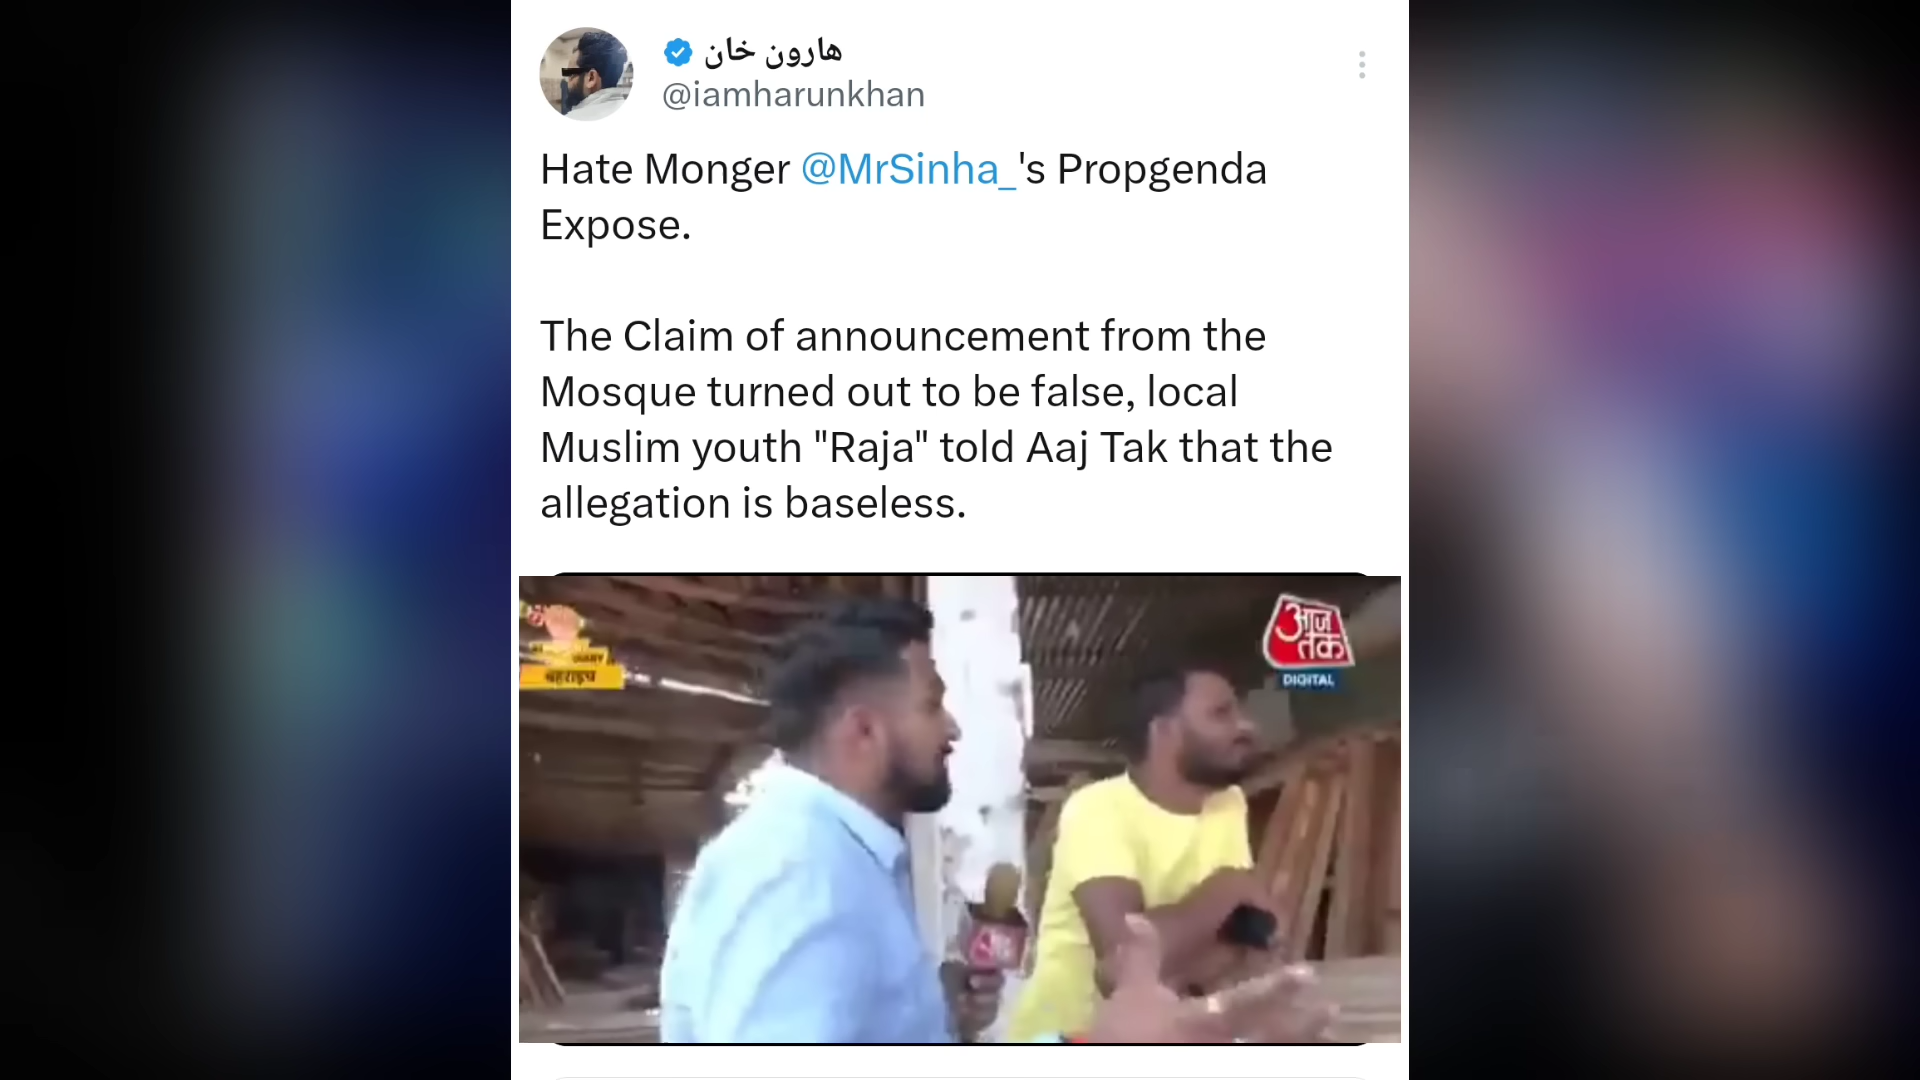 هارون خان
@iamharunkhan
Hate Monger @MrSinha_'s Propgenda
Expose.
The Claim of announcement from the
Mosque turned out to be false, local
Muslim youth "Raja" told Aaj Tak that the
allegation is baseless.
आज
तक
DIGITAL
बहराइच